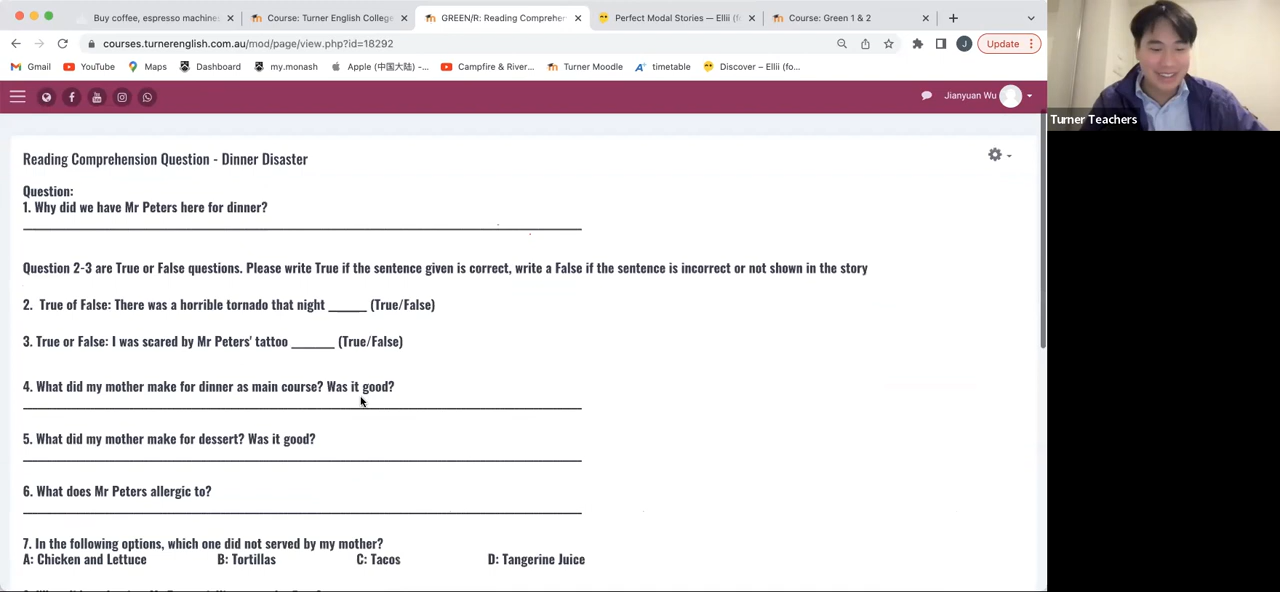 Buy coffee, espresso machine
Course: Turner English College
GREEN/R: Reading Comprehen
Perfect Modal Stories — Ellii (fo
Course: Green 1 & 2
courses.turnerenglish.com.au/mod/page/view.php?id=18292
J
Update
Gmail
YouTube
Maps
Dashboard
my.monash
Apple (中国大陆) -...
Campfire & River...
Turner Moodle
timetable
Discover – Ellii (fo...
Jianyuan Wu
Turner Teachers
Reading Comprehension Question - Dinner Disaster
Question:
1. Why did we have Mr Peters here for dinner?
Question 2-3 are True or False questions. Please write True if the sentence given is correct, write a False if the sentence is incorrect or not shown in the story
2. True of False: There was a horrible tornado that night ______ (True/False)
3. True or False: I was scared by Mr Peters' tattoo _______ (True/False)
4. What did my mother make for dinner as main course? Was it good?
5. What did my mother make for dessert? Was it good?
6. What does Mr Peters allergic to?
7. In the following options, which one did not served by my mother?
A: Chicken and Lettuce B: Tortillas C: Tacos D: Tangerine Juice